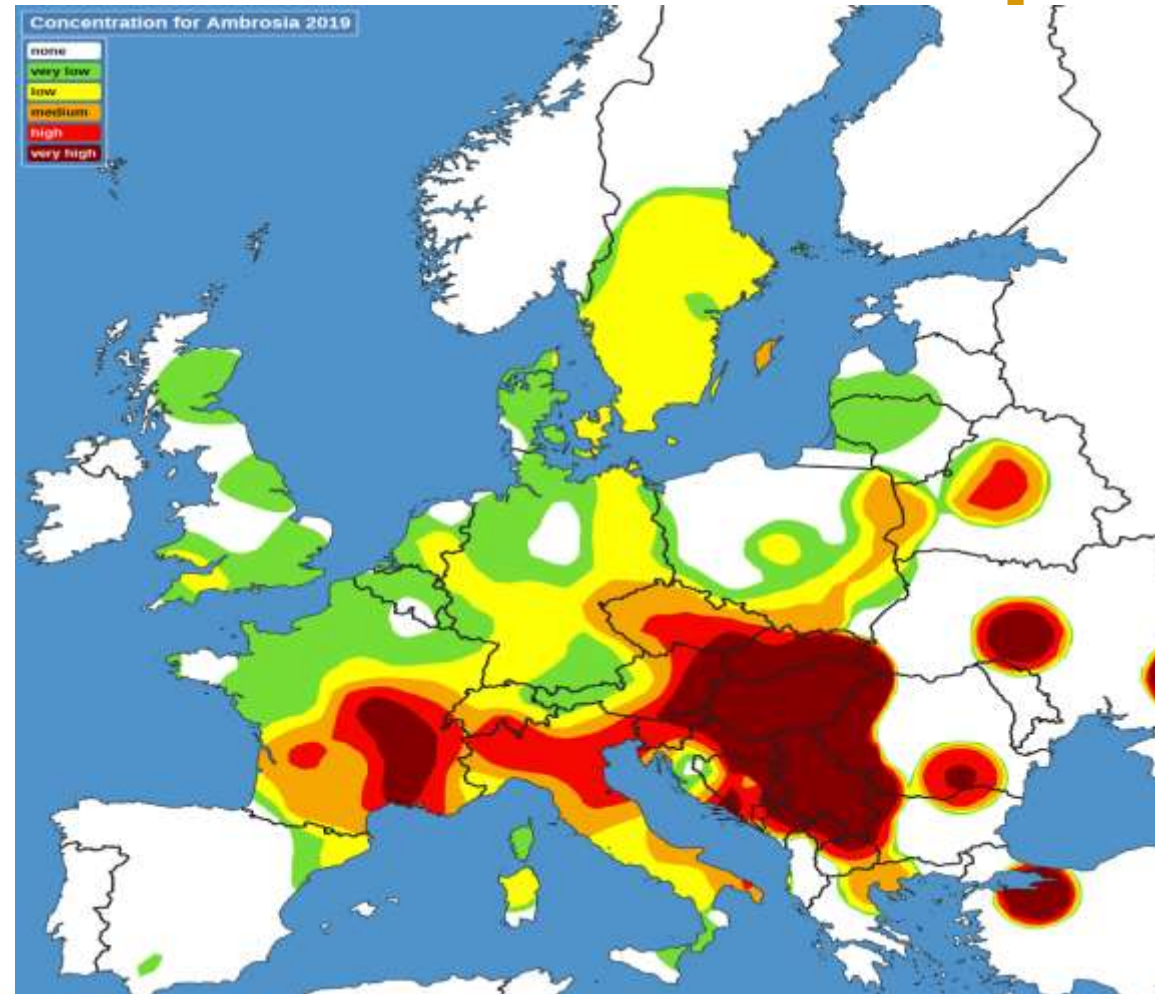 Concentration for Ambrosia 2019
none
very low
low
medium
high
very high